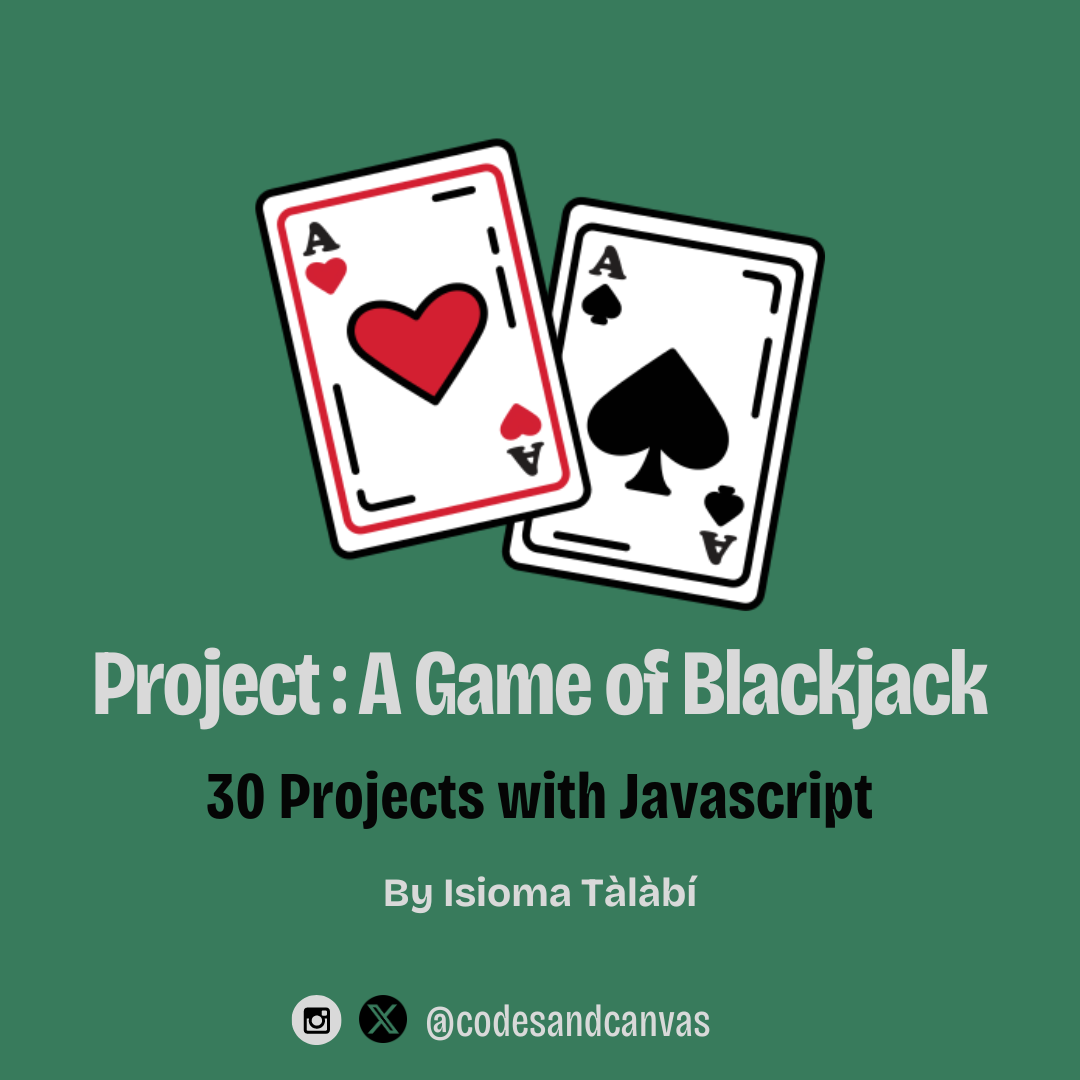 A
A
A
A
Project : A Game of Blackjack
30 Projects with Javascript
By Isioma Tàlàbí
@codesandcanvas